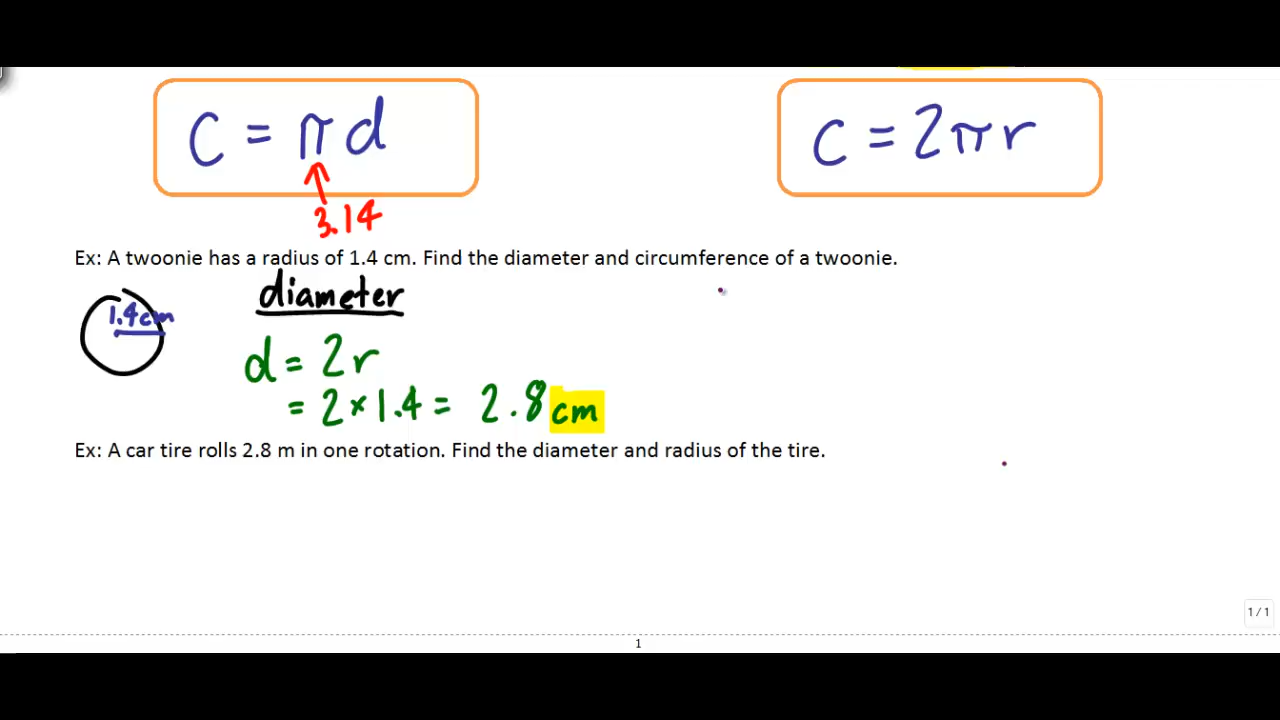 C = πd
C = 2πr
3.14
Ex: A twoonie has a radius of 1.4 cm. Find the diameter and circumference of a twoonie.
1.4cm
diameter
d = 2r
= 2 × 1.4 = 2.8 cm
Ex: A car tire rolls 2.8 m in one rotation. Find the diameter and radius of the tire.
1 / 1
1